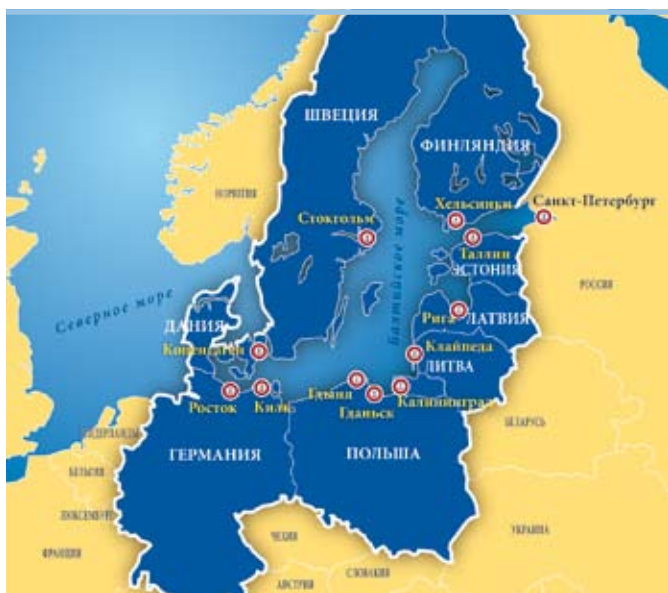 ШВЕЦИЯ
ФИНЛЯНДИЯ
НОРВЕГИЯ
Хельсинки
Санкт-Петербург
Стокгольм
Таллин
ЭСТОНИЯ
РОССИЯ
Балтийское море
Северное море
ДАНИЯ
Рига
ЛАТВИЯ
Копенгаген
Клайпеда
ЛИТВА
Росток
Киль
Гдыня
Гданьск
Калининград
БЕЛАРУСЬ
НИДЕРЛАНДЫ
ГЕРМАНИЯ
ПОЛЬША
БЕЛЬГИЯ
ЛЮКСЕМБУРГ
ФРАНЦИЯ
ЧЕХИЯ
УКРАИНА
СЛОВАКИЯ
АВСТРИЯ